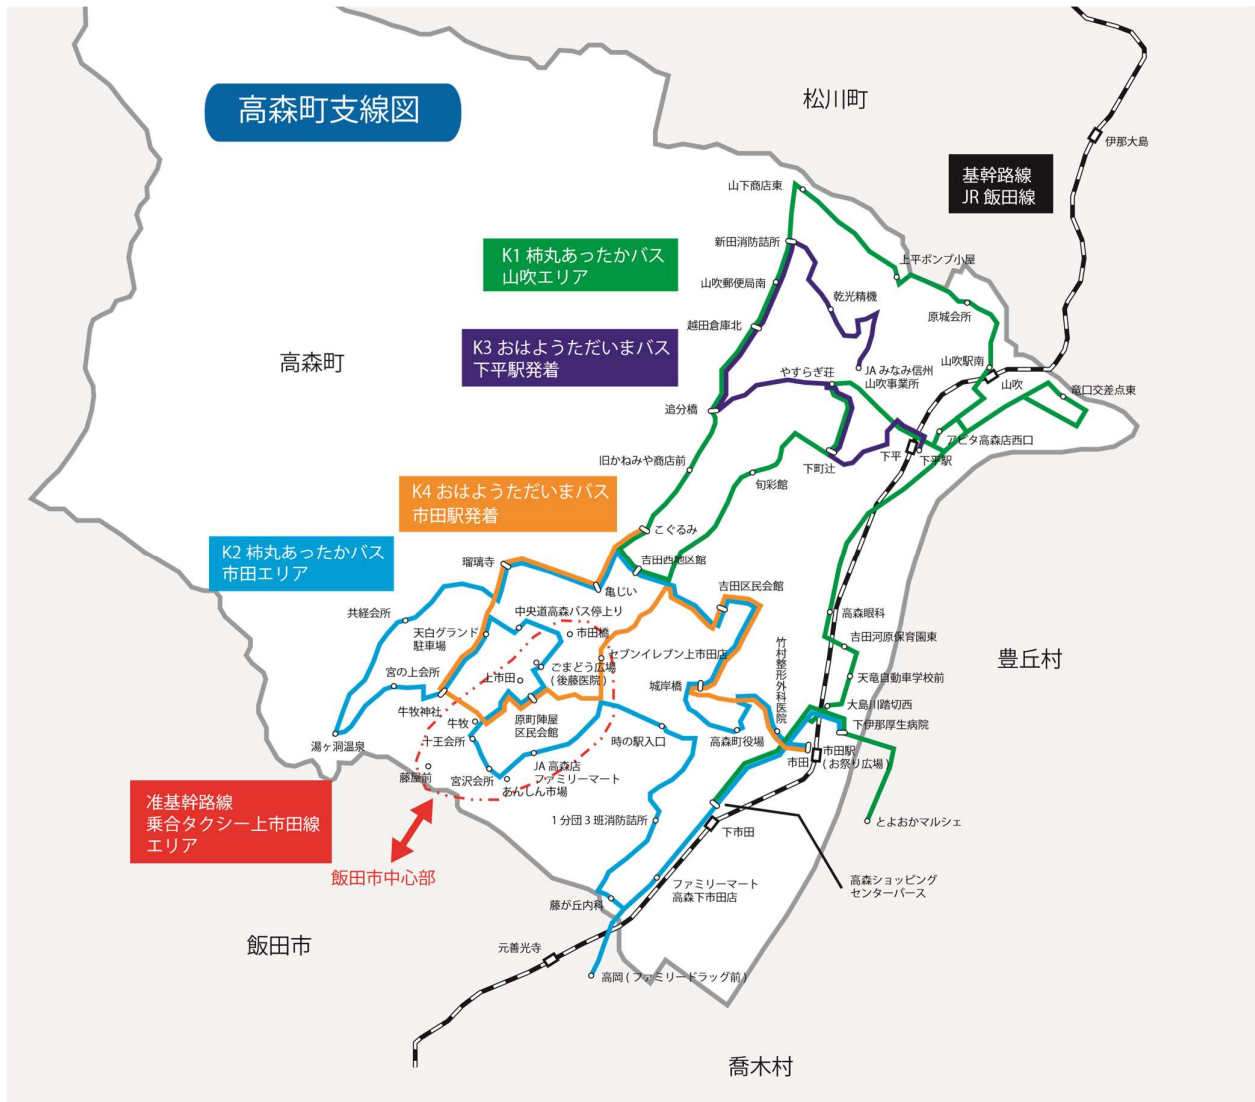 高森町支線図
松川町
伊那大島
基幹路線
JR 飯田線
山下商店東
新田消防詰所
K1 柿丸あったかバス
山吹エリア
上平ポンプ小屋
山吹郵便局南
乾光精機
原城会所
越田倉庫北
K3 おはようただいまバス
下平駅発着
高森町
やすらぎ荘
JA みなみ信州
山吹事業所
山吹駅南
山吹
竜口交差点東
追分橋
アピタ高森店西口
下平
下平駅
旧かねみや商店前
下町辻
旬彩館
K4 おはようただいまバス
市田駅発着
こぐるみ
K2 柿丸あったかバス
市田エリア
瑠璃寺
吉田西地区館
亀じい
吉田区民会館
共経会所
中央道高森バス停上り
高森眼科
天白グランド
駐車場
市田橋
吉田河原保育園東
竹村整形外科医院
セブンイレブン上市田店
豊丘村
宮の上会所
上市田
ごまどう広場
(後藤医院)
天竜自動車学校前
城岸橋
牛牧神社
牛牧
原町陣屋
区民会館
大島川踏切西
下伊那厚生病院
湯ヶ洞温泉
十王会所
時の駅入口
高森町役場
市田
市田駅
(お祭り広場)
藤屋前
宮沢会所
JA 高森店
ファミリーマート
あんしん市場
准基幹路線
乗合タクシー上市田線
エリア
1分団3班消防詰所
下市田
とよおかマルシェ
飯田市中心部
ファミリーマート
高森下市田店
高森ショッピング
センターバース
藤が丘内科
飯田市
元善光寺
高岡(ファミリードラッグ前)
喬木村